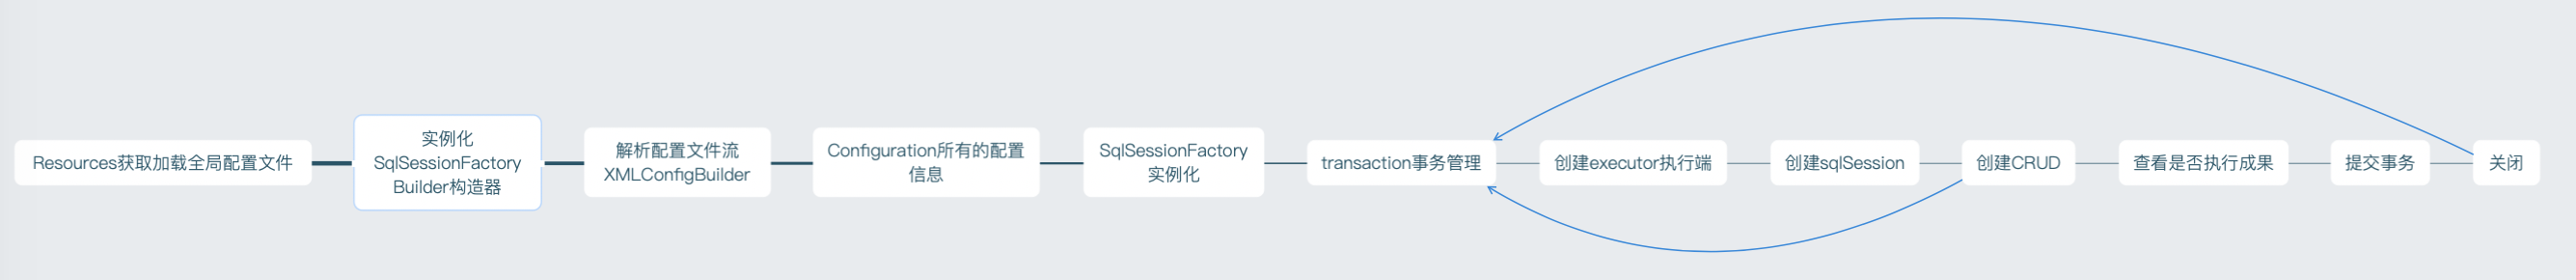 Resources获取加载全局配置文件
实例化
SqlSessionFactory
Builder构造器
解析配置文件流
XMLConfigBuilder
Configuration所有的配置
信息
SqlSessionFactory
实例化
transaction事务管理
创建executor执行端
创建sqlSession
创建CRUD
查看是否执行成果
提交事务
关闭